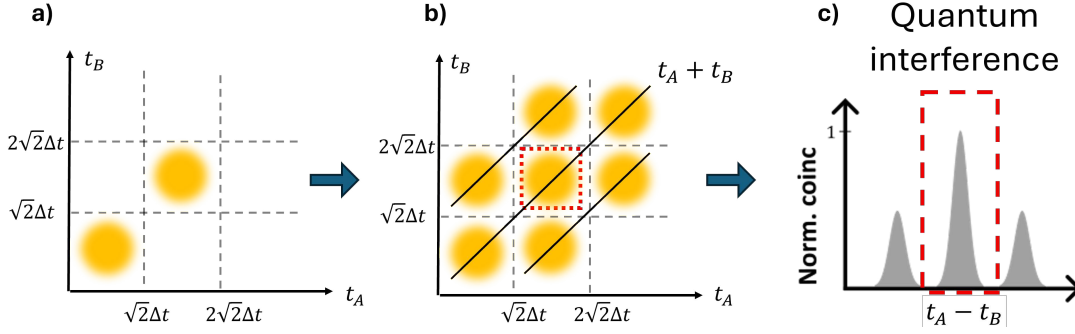 a)
t_B
2√2Δt
√2Δt
√2Δt
2√2Δt
t_A
b)
t_B
t_A + t_B
2√2Δt
√2Δt
√2Δt
2√2Δt
t_A
c)
Quantum
interference
1
Norm. coinc
t_A − t_B